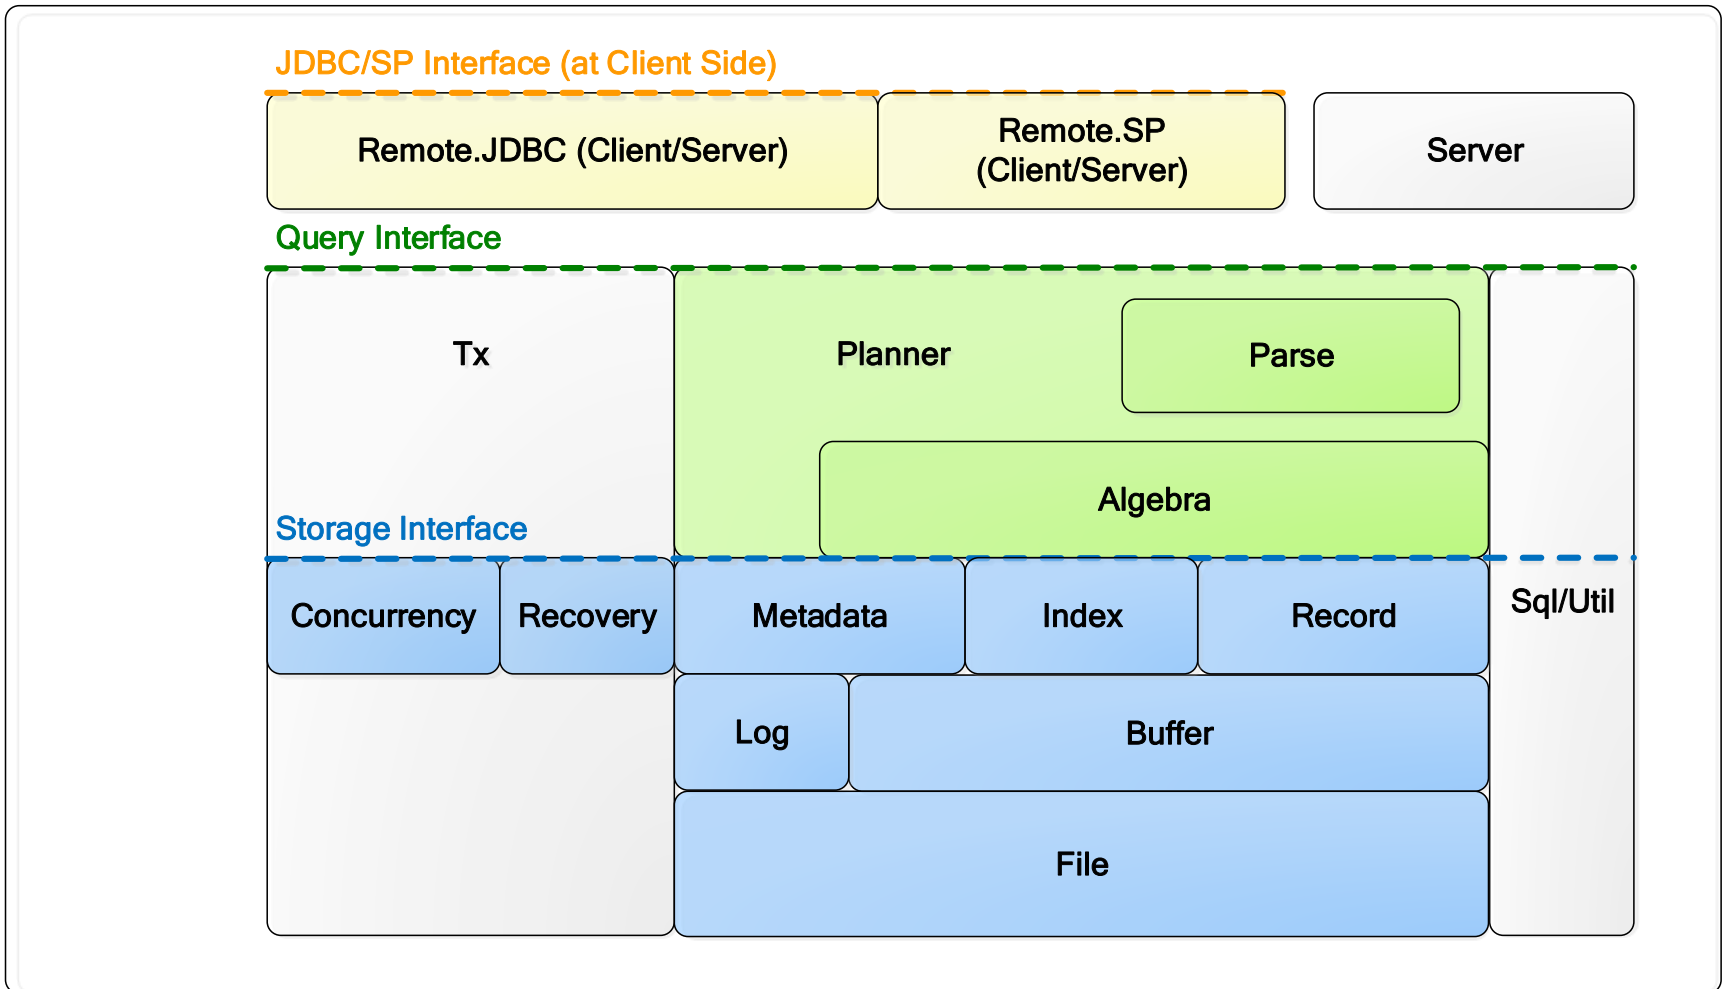 JDBC/SP Interface (at Client Side)
Remote.JDBC (Client/Server)
Remote.SP
(Client/Server)
Server
Query Interface
Tx
Planner
Parse
Algebra
Storage Interface
Concurrency
Recovery
Metadata
Index
Record
Sql/Util
Log
Buffer
File